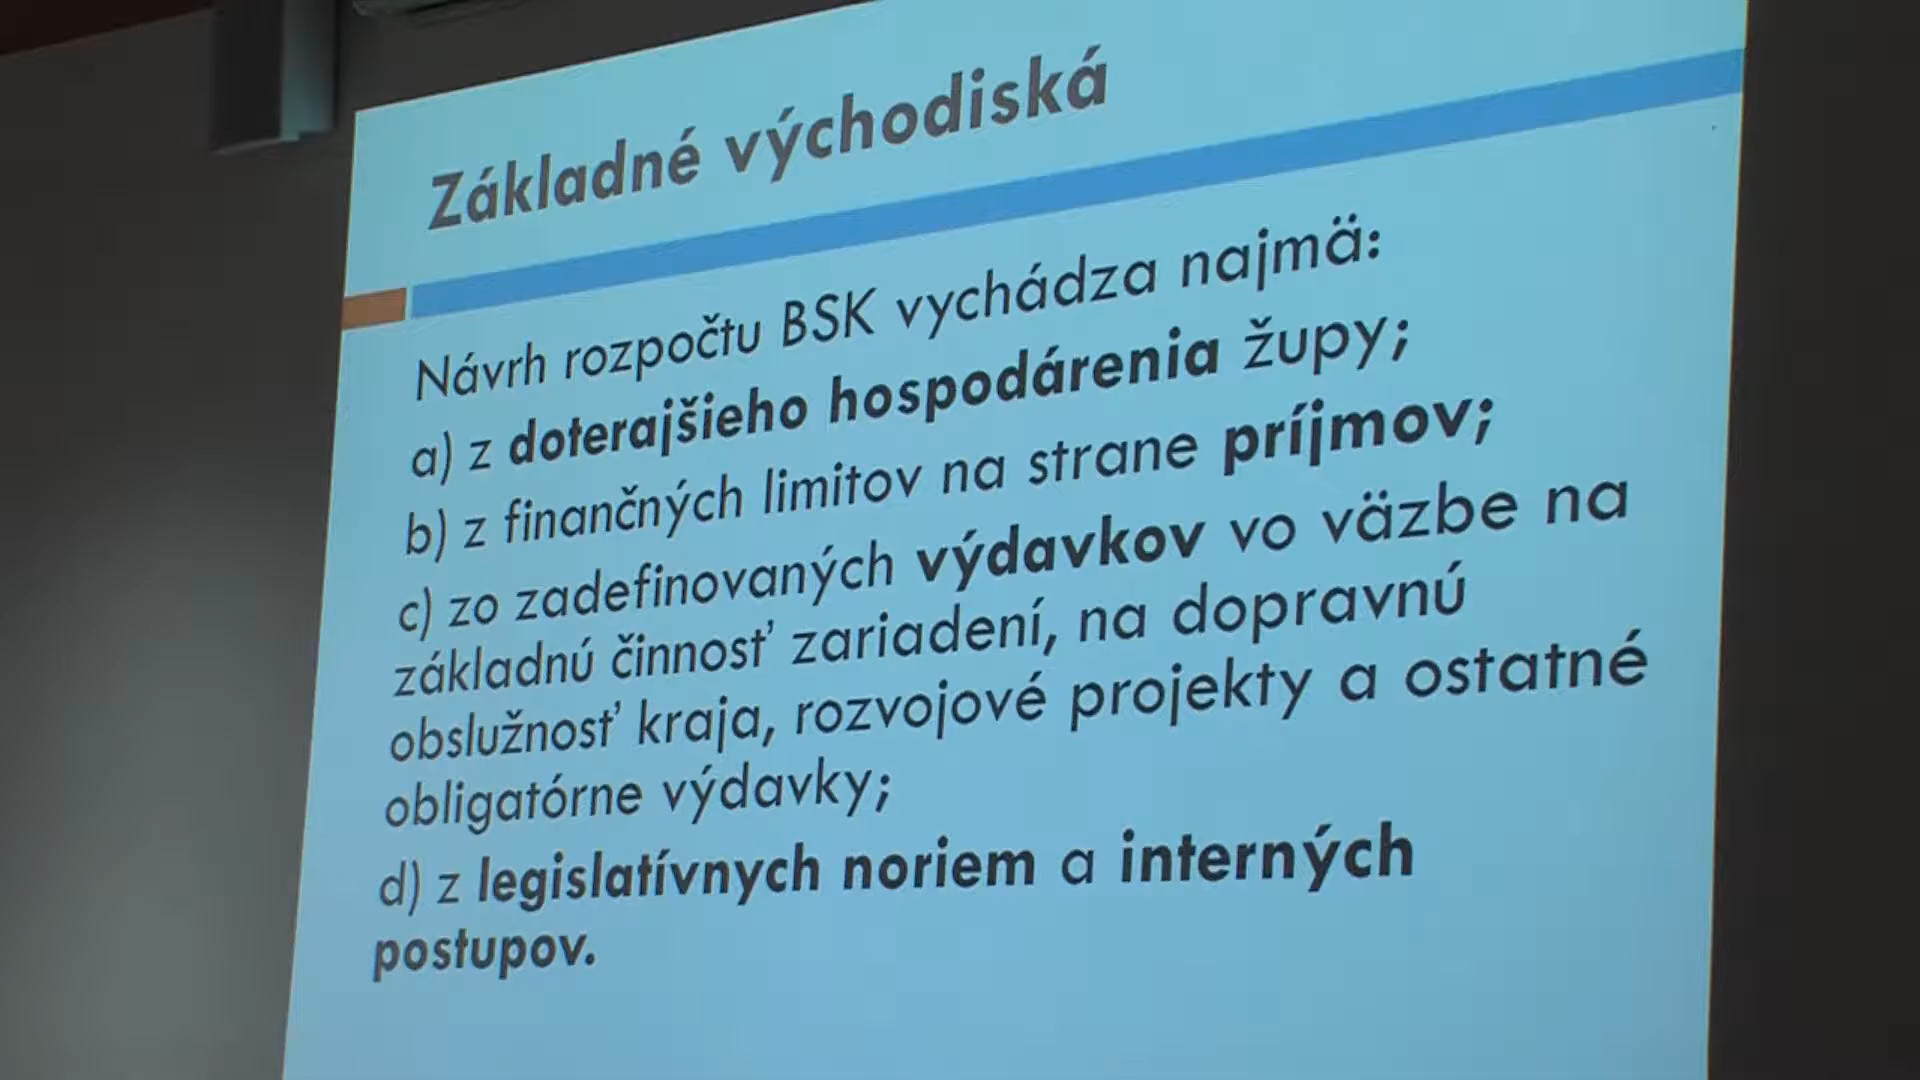 Základné východiská
Návrh rozpočtu BSK vychádza najmä:
a) z doterajšieho hospodárenia župy;
b) z finančných limitov na strane príjmov;
c) zo zadefinovaných výdavkov vo väzbe na
základnú činnosť zariadení, na dopravnú
obslužnosť kraja, rozvojové projekty a ostatné
obligatórne výdavky;
d) z legislatívnych noriem a interných
postupov.